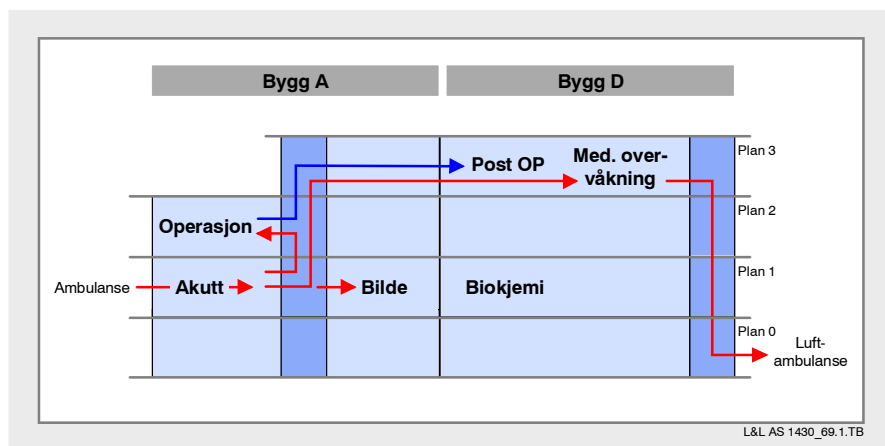 Bygg A
Bygg D
Plan 3
Post OP
Med. over-
våkning
Plan 2
Operasjon
Plan 1
Ambulanse
Akutt
Bilde
Biokjemi
Plan 0
Luft-
ambulanse
L&L AS 1430_69.1.TB